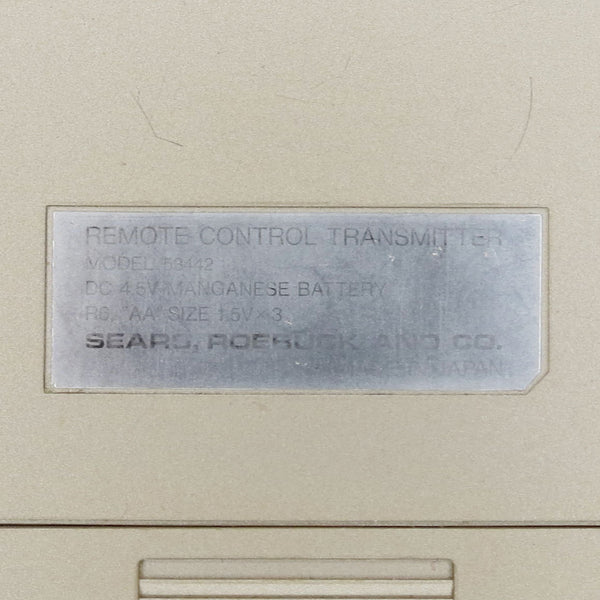 REMOTE CONTROL TRANSMITTER
MODEL 53442
DC 4.5V MANGANESE BATTERY
R6, "AA" SIZE 1.5V × 3
SEARS, ROEBUCK AND CO.
JAPAN